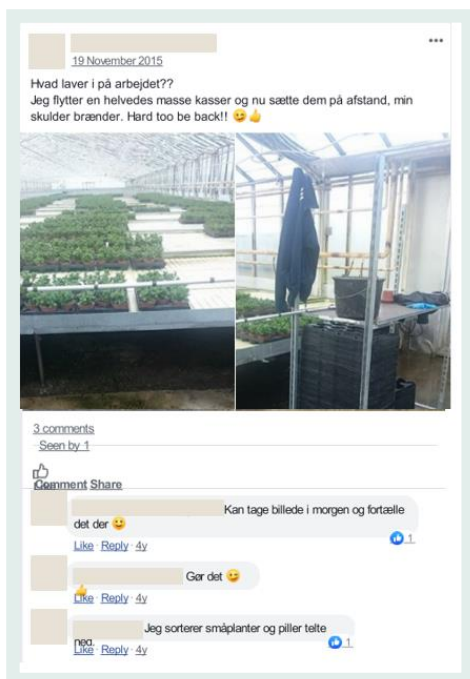 19 November 2015
Hvad laver i på arbejdet??
Jeg flytter en helvedes masse kasser og nu sætte dem på afstand, min
skulder brænder. Hard too be back!! 😉👍
3 comments
Seen by 1
Like
Comment Share
Kan tage billede i morgen og fortælle
det der 😃
Like · Reply · 4y
1
Gør det 😉
👍
Like · Reply · 4y
Jeg sorterer småplanter og piller telte
ned.
Like · Reply · 4y
1